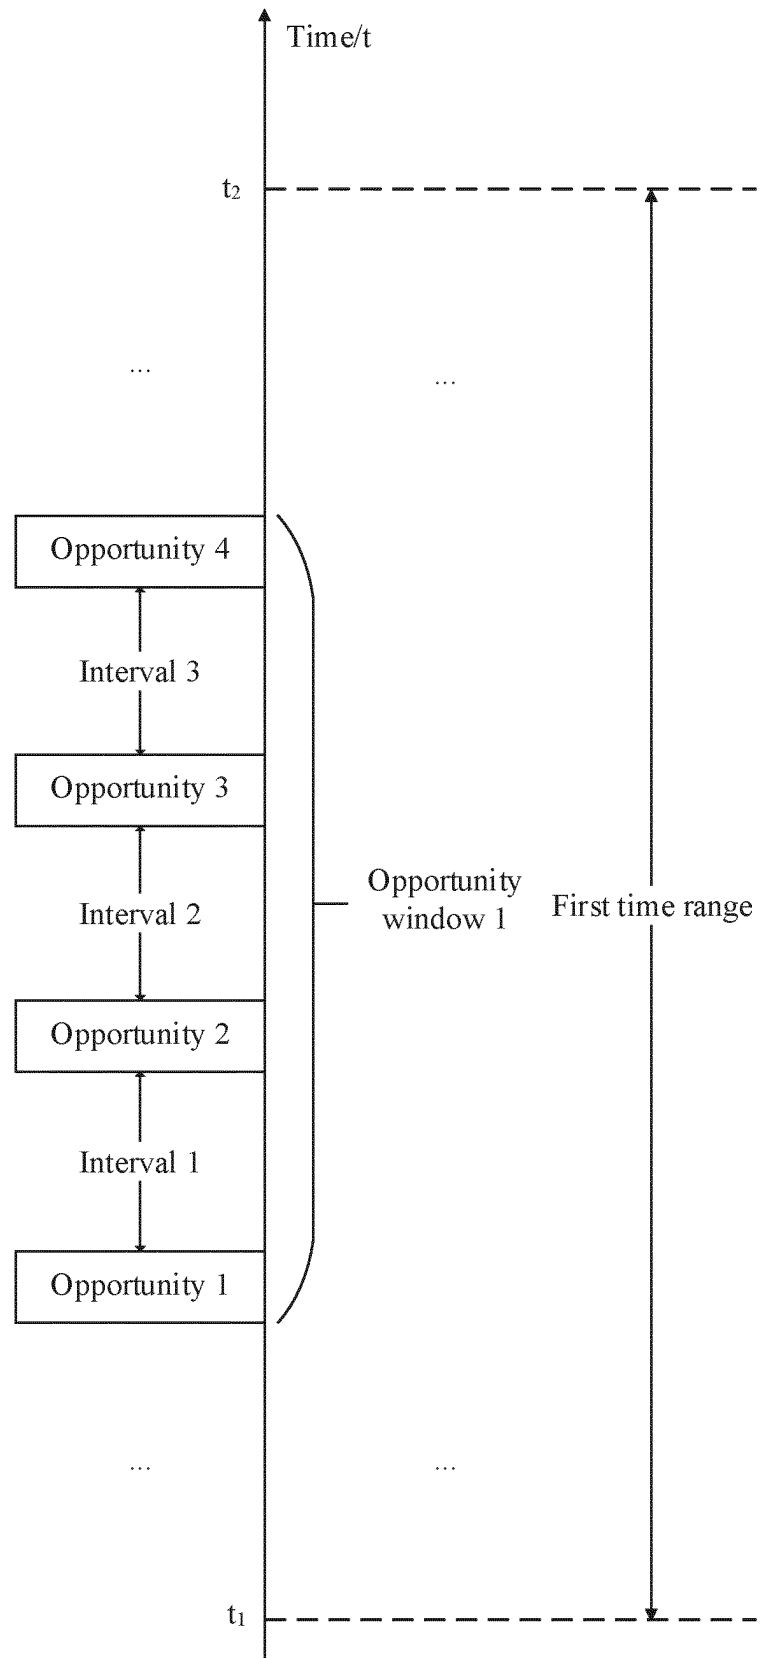 Time/t
t₂
...
...
Opportunity 4
Interval 3
Opportunity 3
Opportunity
window 1
First time range
Interval 2
Opportunity 2
Interval 1
Opportunity 1
...
...
t₁